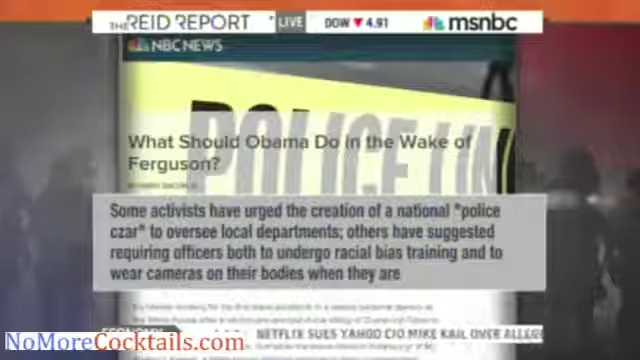 THE REID REPORT LIVE DOW ▼ 4.91 msnbc
NBC NEWS
POLICE LIN
What Should Obama Do in the Wake of
Ferguson?
Some activists have urged the creation of a national "police
czar" to oversee local departments; others have suggested
requiring officers both to undergo racial bias training and to
wear cameras on their bodies when they are
ECONOMY
NETFLIX SUES YAHOO CIO MIKE KAIL OVER ALLEG
NoMoreCocktails.com